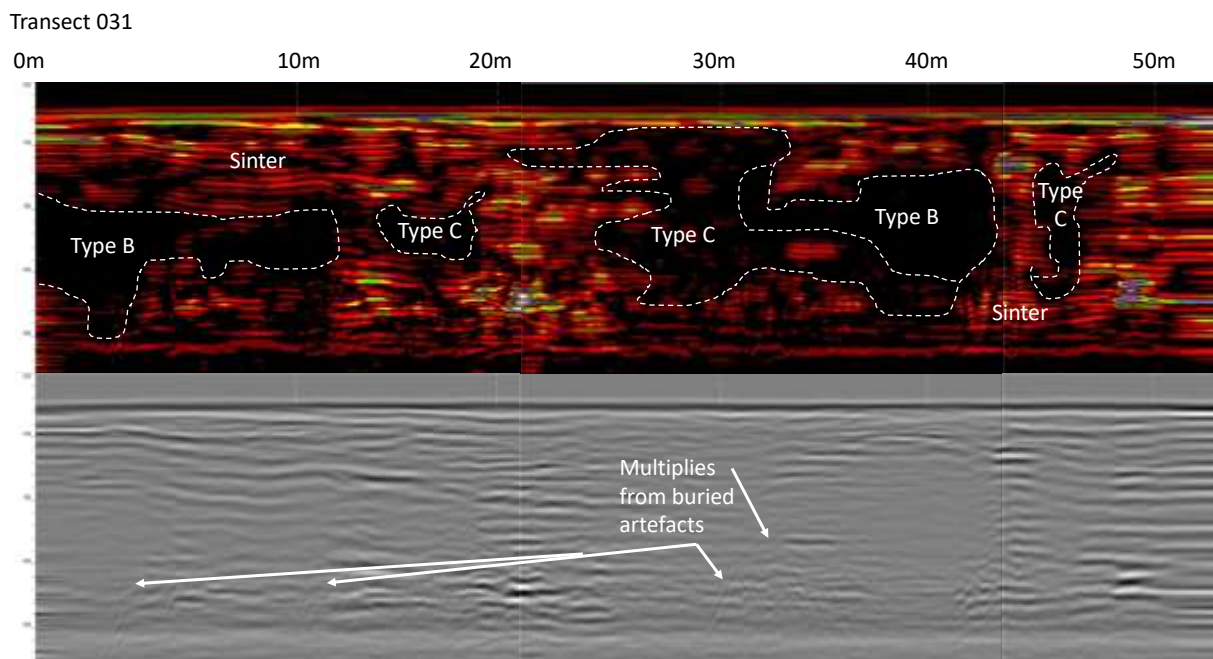 Transect 031
0m 10m 20m 30m 40m 50m
Sinter
Type B
Type C
Type C
Type B
Type
C
Sinter
Multiplies
from buried
artefacts